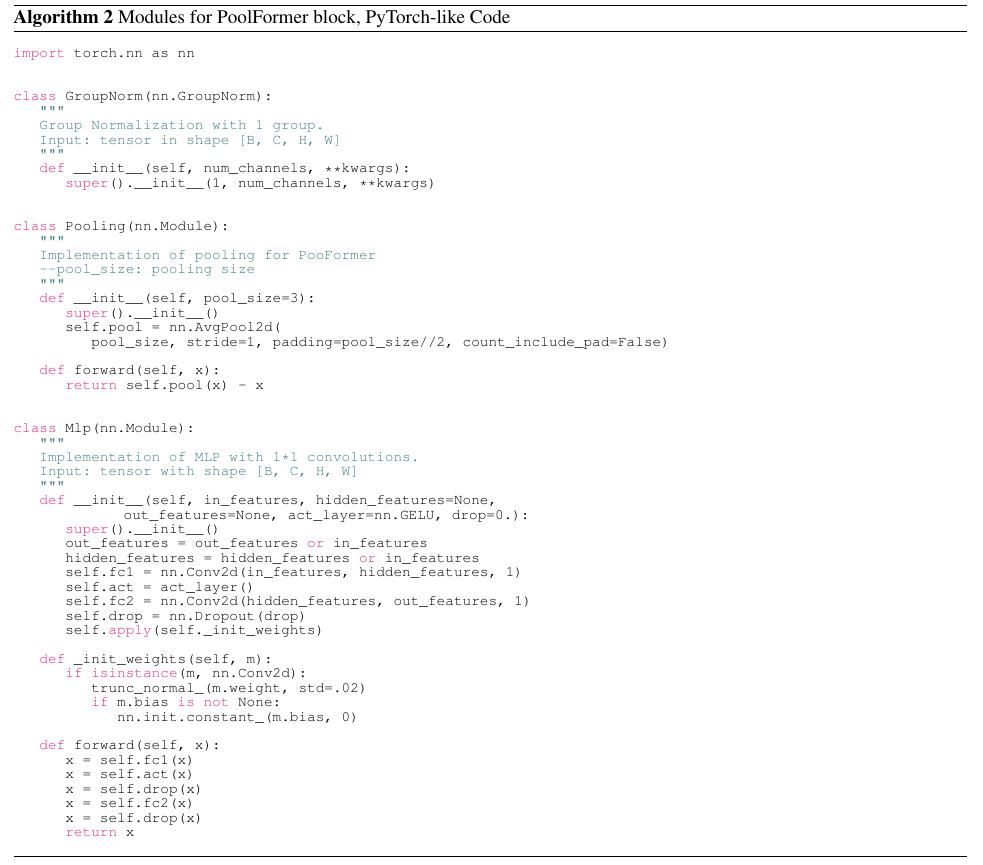 Algorithm 2 Modules for PoolFormer block, PyTorch-like Code
import torch.nn as nn
class GroupNorm(nn.GroupNorm):
"""
Group Normalization with 1 group.
Input: tensor in shape [B, C, H, W]
"""
def __init__(self, num_channels, **kwargs):
super().__init__(1, num_channels, **kwargs)
class Pooling(nn.Module):
"""
Implementation of pooling for PooFormer
--pool_size: pooling size
"""
def __init__(self, pool_size=3):
super().__init__()
self.pool = nn.AvgPool2d(
pool_size, stride=1, padding=pool_size//2, count_include_pad=False)
def forward(self, x):
return self.pool(x) - x
class Mlp(nn.Module):
"""
Implementation of MLP with 1*1 convolutions.
Input: tensor with shape [B, C, H, W]
"""
def __init__(self, in_features, hidden_features=None,
out_features=None, act_layer=nn.GELU, drop=0.):
super().__init__()
out_features = out_features or in_features
hidden_features = hidden_features or in_features
self.fc1 = nn.Conv2d(in_features, hidden_features, 1)
self.act = act_layer()
self.fc2 = nn.Conv2d(hidden_features, out_features, 1)
self.drop = nn.Dropout(drop)
self.apply(self._init_weights)
def _init_weights(self, m):
if isinstance(m, nn.Conv2d):
trunc_normal_(m.weight, std=.02)
if m.bias is not None:
nn.init.constant_(m.bias, 0)
def forward(self, x):
x = self.fc1(x)
x = self.act(x)
x = self.drop(x)
x = self.fc2(x)
x = self.drop(x)
return x